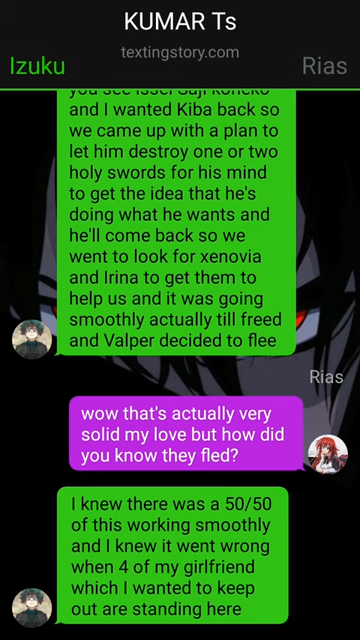 KUMAR Ts
textingstory.com
Izuku
Rias
you see Issei Saji koneko
and I wanted Kiba back so
we came up with a plan to
let him destroy one or two
holy swords for his mind
to get the idea that he's
doing what he wants and
he'll come back so we
went to look for xenovia
and Irina to get them to
help us and it was going
smoothly actually till freed
and Valper decided to flee
Rias
wow that's actually very
solid my love but how did
you know they fled?
I knew there was a 50/50
of this working smoothly
and I knew it went wrong
when 4 of my girlfriend
which I wanted to keep
out are standing here